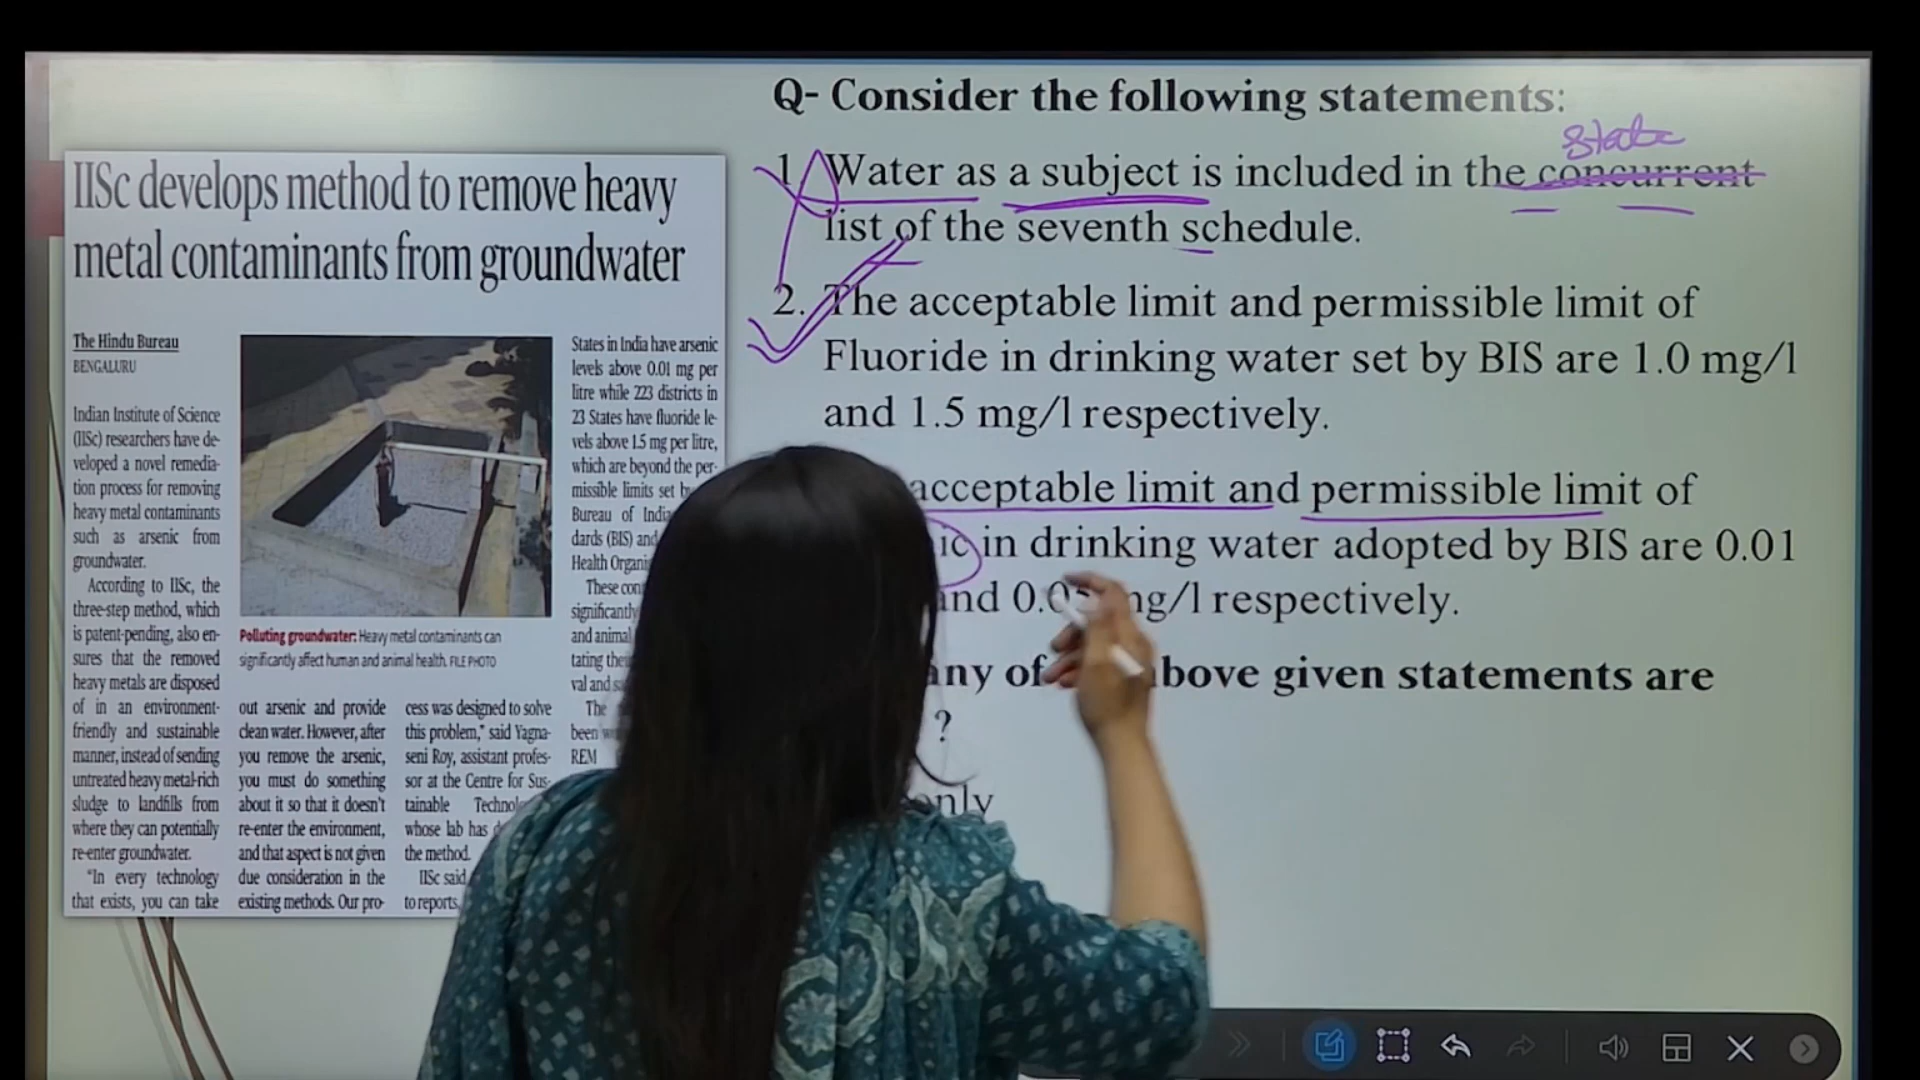 Q- Consider the following statements:
State
1. Water as a subject is included in the concurrent
list of the seventh schedule.
2. The acceptable limit and permissible limit of
Fluoride in drinking water set by BIS are 1.0 mg/l
and 1.5 mg/l respectively.
acceptable limit and permissible limit of
in drinking water adopted by BIS are 0.01
and mg/l respectively.
of above given statements are
?
only
IISc develops method to remove heavy
metal contaminants from groundwater
The Hindu Bureau
BENGALURU
Indian Institute of Science
(IISc) researchers have de-
veloped a novel remedia-
tion process for removing
heavy metal contaminants
such as arsenic from
groundwater.
According to IISc, the
three-step method, which
is patent-pending, also en-
sures that the removed
heavy metals are disposed
of in an environment-
friendly and sustainable
manner, instead of sending
untreated heavy metal-rich
sludge to landfills from
where they can potentially
re-enter groundwater.
"In every technology
that exists, you can take
Polluting groundwater: Heavy metal contaminants can
significantly affect human and animal health. FILE PHOTO
out arsenic and provide
clean water. However, after
you remove the arsenic,
you must do something
about it so that it doesn't
re-enter the environment,
and that aspect is not given
due consideration in the
existing methods. Our pro-
cess was designed to solve
this problem," said Yagna-
seni Roy, assistant profes-
sor at the Centre for Sus-
tainable
whose lab has
the method.
IISc said
to reports,
States in India have arsenic
levels above 0.01 mg per
litre while 223 districts in
23 States have fluoride le-
vels above 1.5 mg per litre,
which are beyond the per-
missible limits set
Bureau of
dards (BIS) and
Health
These
significantly
and animal
tating
val and
The
been
REM